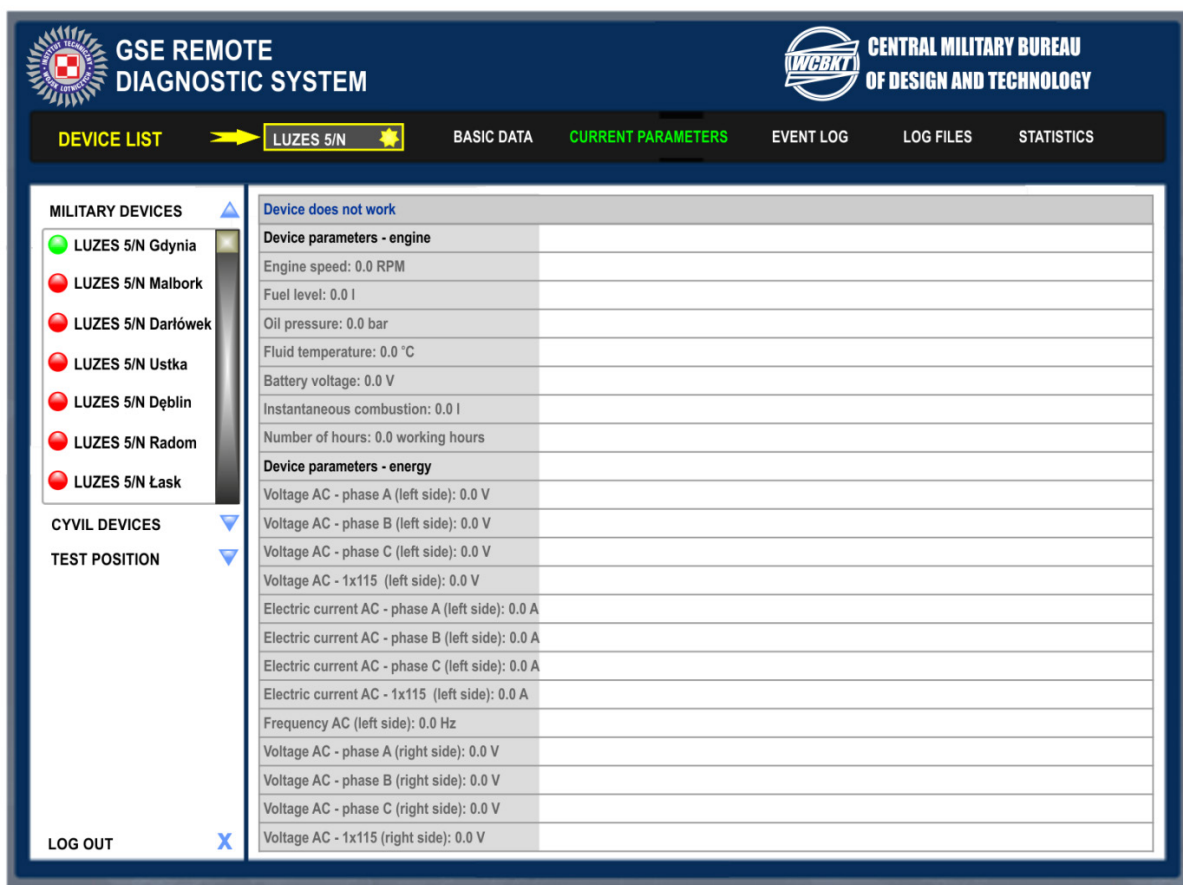 GSE REMOTE
DIAGNOSTIC SYSTEM
WCBKT
CENTRAL MILITARY BUREAU
OF DESIGN AND TECHNOLOGY
DEVICE LIST
LUZES 5/N
BASIC DATA
CURRENT PARAMETERS
EVENT LOG
LOG FILES
STATISTICS
MILITARY DEVICES
LUZES 5/N Gdynia
LUZES 5/N Malbork
LUZES 5/N Darłówek
LUZES 5/N Ustka
LUZES 5/N Dęblin
LUZES 5/N Radom
LUZES 5/N Łask
CYVIL DEVICES
TEST POSITION
LOG OUT X
Device does not work
Device parameters - engine
Engine speed: 0.0 RPM
Fuel level: 0.0 l
Oil pressure: 0.0 bar
Fluid temperature: 0.0 °C
Battery voltage: 0.0 V
Instantaneous combustion: 0.0 l
Number of hours: 0.0 working hours
Device parameters - energy
Voltage AC - phase A (left side): 0.0 V
Voltage AC - phase B (left side): 0.0 V
Voltage AC - phase C (left side): 0.0 V
Voltage AC - 1x115 (left side): 0.0 V
Electric current AC - phase A (left side): 0.0 A
Electric current AC - phase B (left side): 0.0 A
Electric current AC - phase C (left side): 0.0 A
Electric current AC - 1x115 (left side): 0.0 A
Frequency AC (left side): 0.0 Hz
Voltage AC - phase A (right side): 0.0 V
Voltage AC - phase B (right side): 0.0 V
Voltage AC - phase C (right side): 0.0 V
Voltage AC - 1x115 (right side): 0.0 V